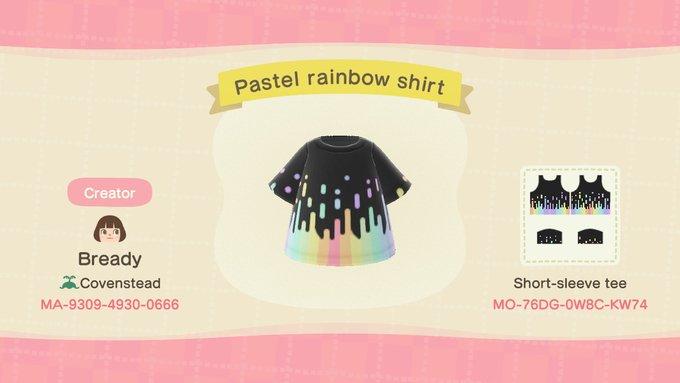 Pastel rainbow shirt
Creator
Bready
Covenstead
MA-9309-4930-0666
Short-sleeve tee
MO-76DG-0W8C-KW74